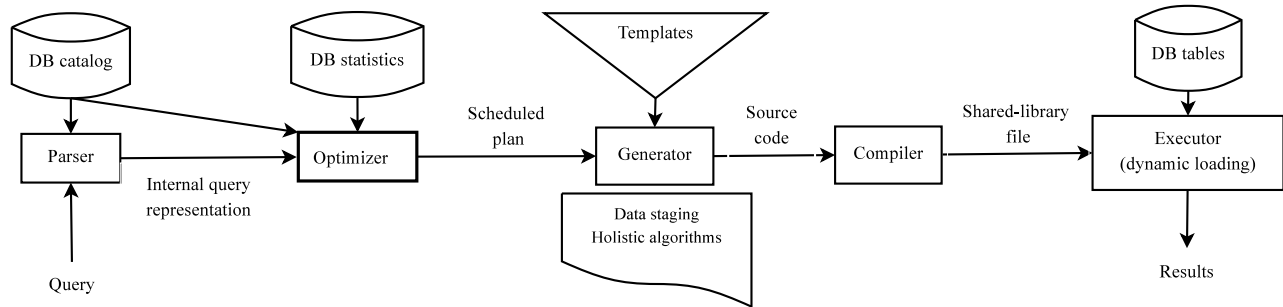 DB catalog
DB statistics
Templates
DB tables
Parser
Internal query
representation
Optimizer
Scheduled
plan
Generator
Source
code
Compiler
Shared-library
file
Executor
(dynamic loading)
Data staging
Holistic algorithms
Query
Results